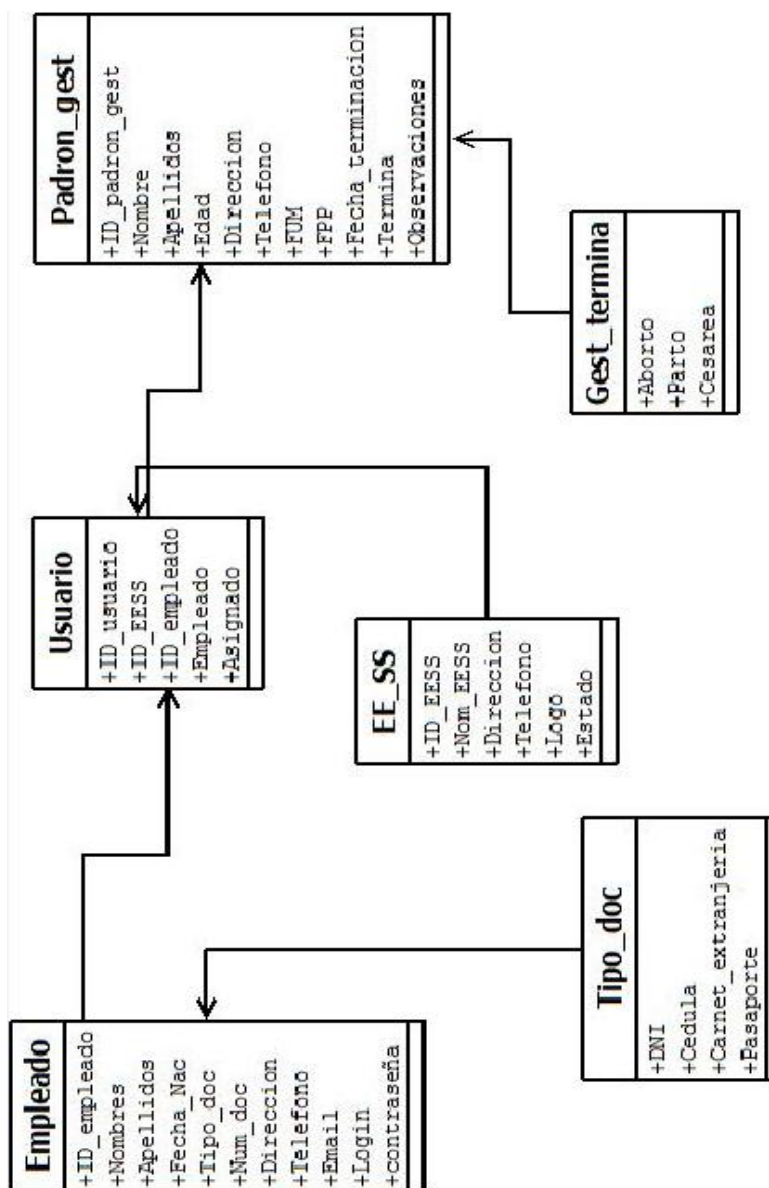 Empleado
+ID_empleado
+Nombres
+Apellidos
+Fecha_Nac
+Tipo_doc
+Num_doc
+Direccion
+Telefono
+Email
+Login
+contraseña
Tipo_doc
+DNI
+Cedula
+Carnet_extranjeria
+Pasaporte
Usuario
+ID_usuario
+ID_EESS
+ID_empleado
+Empleado
+Asignado
EE_SS
+ID_EESS
+Nom_EESS
+Direccion
+Telefono
+Logo
+Estado
Padron_gest
+ID_padron_gest
+Nombre
+Apellidos
+Edad
+Direccion
+Telefono
+FUM
+FPP
+Fecha_terminacion
+Termina
+Observaciones
Gest_termina
+Aborto
+Parto
+Cesarea